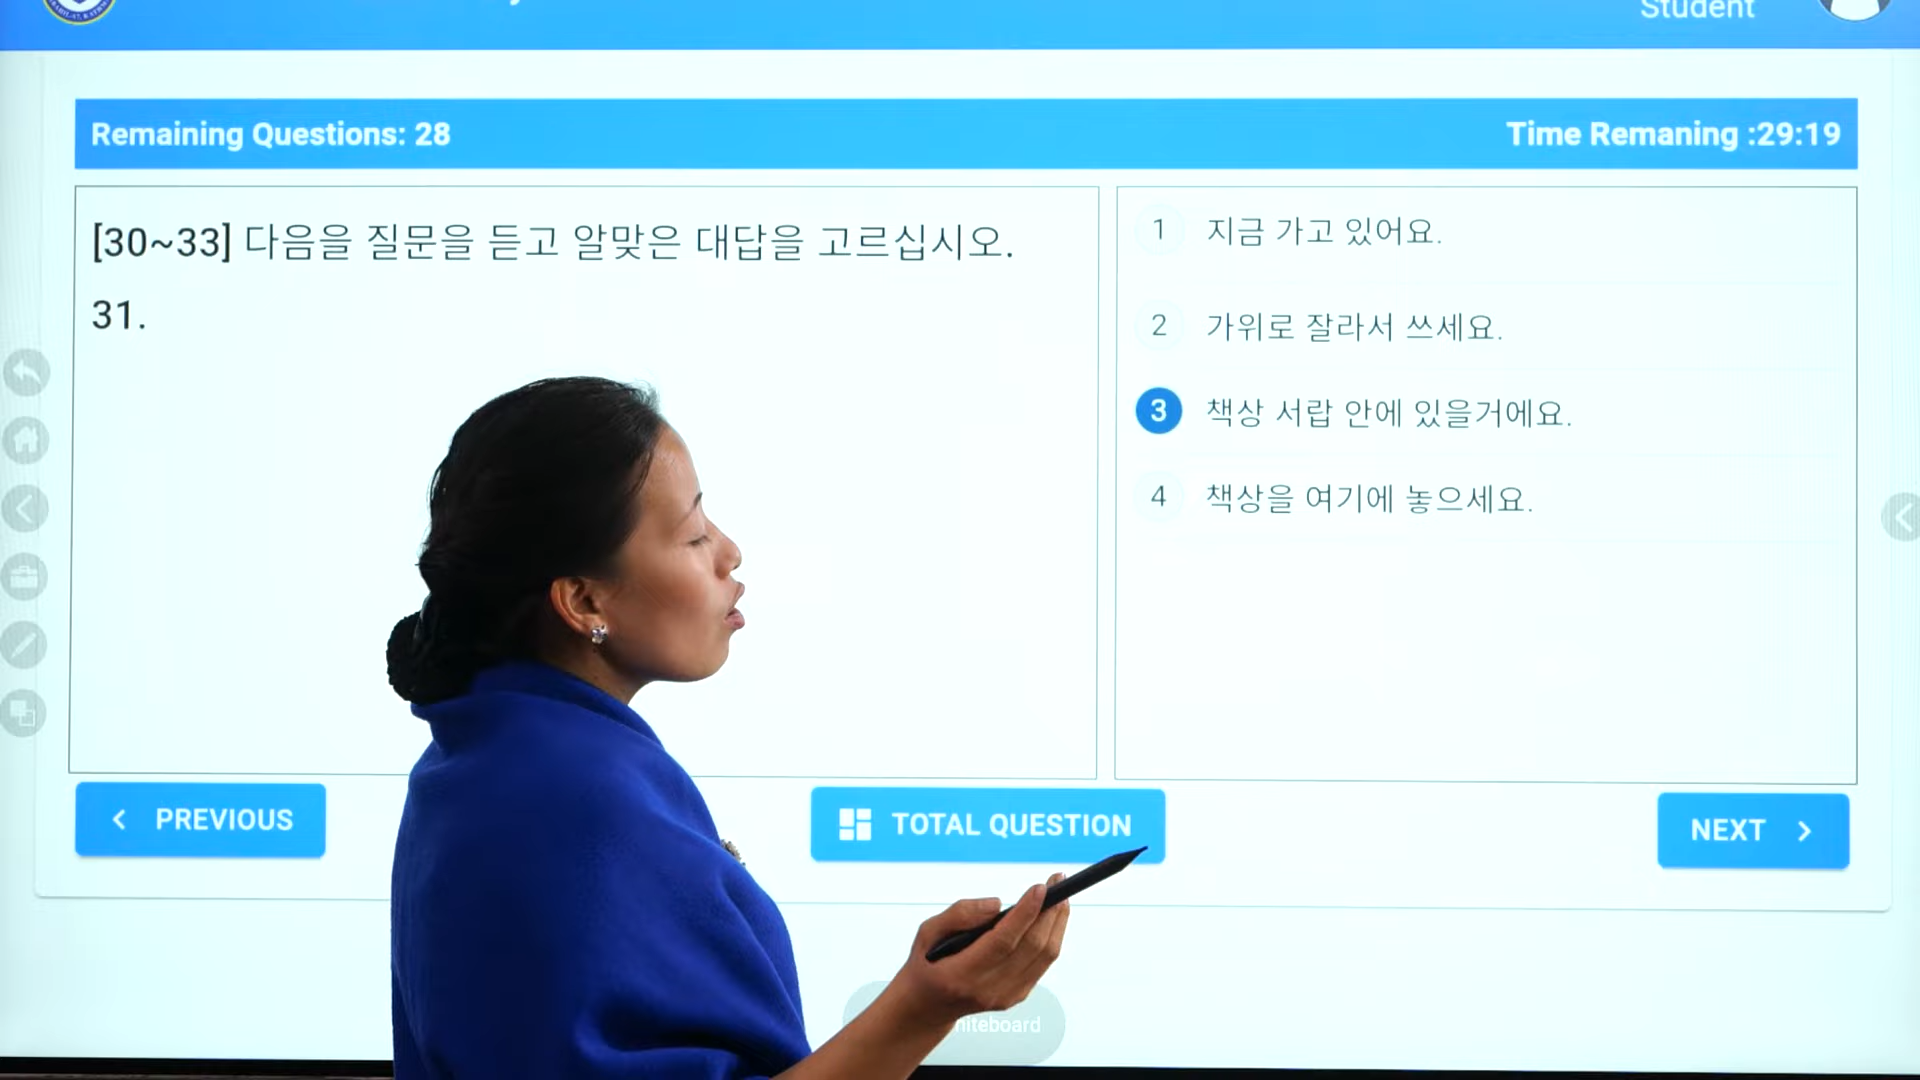 Student
Remaining Questions: 28
Time Remaning :29:19
[30~33] 다음을 질문을 듣고 알맞은 대답을 고르십시오.
31.
1 지금 가고 있어요.
2 가위로 잘라서 쓰세요.
3 책상 서랍 안에 있을거에요.
4 책상을 여기에 놓으세요.
PREVIOUS
TOTAL QUESTION
NEXT